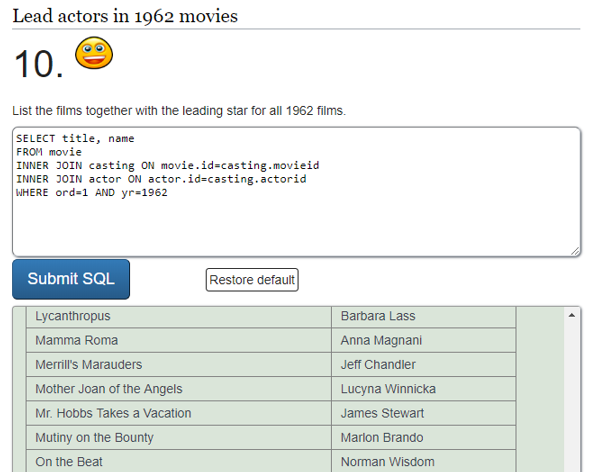 Lead actors in 1962 movies
10.
List the films together with the leading star for all 1962 films.
SELECT title, name
FROM movie
INNER JOIN casting ON movie.id=casting.movieid
INNER JOIN actor ON actor.id=casting.actorid
WHERE ord=1 AND yr=1962
Submit SQL Restore default
Lycanthropus Barbara Lass
Mamma Roma Anna Magnani
Merrill's Marauders Jeff Chandler
Mother Joan of the Angels Lucyna Winnicka
Mr. Hobbs Takes a Vacation James Stewart
Mutiny on the Bounty Marlon Brando
On the Beat Norman Wisdom